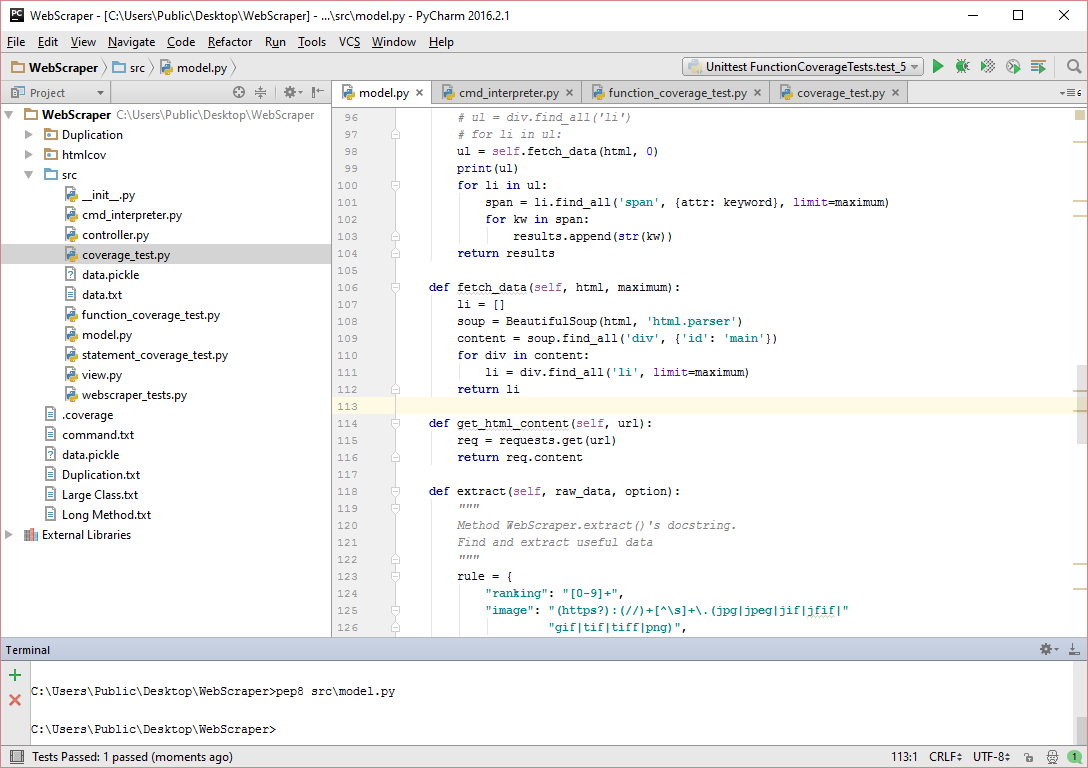 WebScraper - [C:\Users\Public\Desktop\WebScraper] - ...\src\model.py - PyCharm 2016.2.1
File Edit View Navigate Code Refactor Run Tools VCS Window Help
WebScraper src model.py Unittest FunctionCoverageTests.test_5
Project model.py cmd_interpreter.py function_coverage_test.py coverage_test.py 6
WebScraper C:\Users\Public\Desktop\WebScraper
Duplication
htmlcov
src
__init__.py
cmd_interpreter.py
controller.py
coverage_test.py
data.pickle
data.txt
function_coverage_test.py
model.py
statement_coverage_test.py
view.py
webscraper_tests.py
.coverage
command.txt
data.pickle
Duplication.txt
Large Class.txt
Long Method.txt
External Libraries
96 # ul = div.find_all('li')
97 # for li in ul:
98 ul = self.fetch_data(html, 0)
99 print(ul)
100 for li in ul:
101 span = li.find_all('span', {attr: keyword}, limit=maximum)
102 for kw in span:
103 results.append(str(kw))
104 return results
105
106 def fetch_data(self, html, maximum):
107 li = []
108 soup = BeautifulSoup(html, 'html.parser')
109 content = soup.find_all('div', {'id': 'main'})
110 for div in content:
111 li = div.find_all('li', limit=maximum)
112 return li
113
114 def get_html_content(self, url):
115 req = requests.get(url)
116 return req.content
117
118 def extract(self, raw_data, option):
119 """
120 Method WebScraper.extract()'s docstring.
121 Find and extract useful data
122 """
123 rule = {
124 "ranking": "[0-9]+",
125 "image": "(https?):(//)+[^\s]+\.(jpg|jpeg|jif|jfif|"
126 "gif|tif|tiff|png)",
Terminal
C:\Users\Public\Desktop\WebScraper>pep8 src\model.py
C:\Users\Public\Desktop\WebScraper>
Tests Passed: 1 passed (moments ago) 113:1 CRLF UTF-8 1